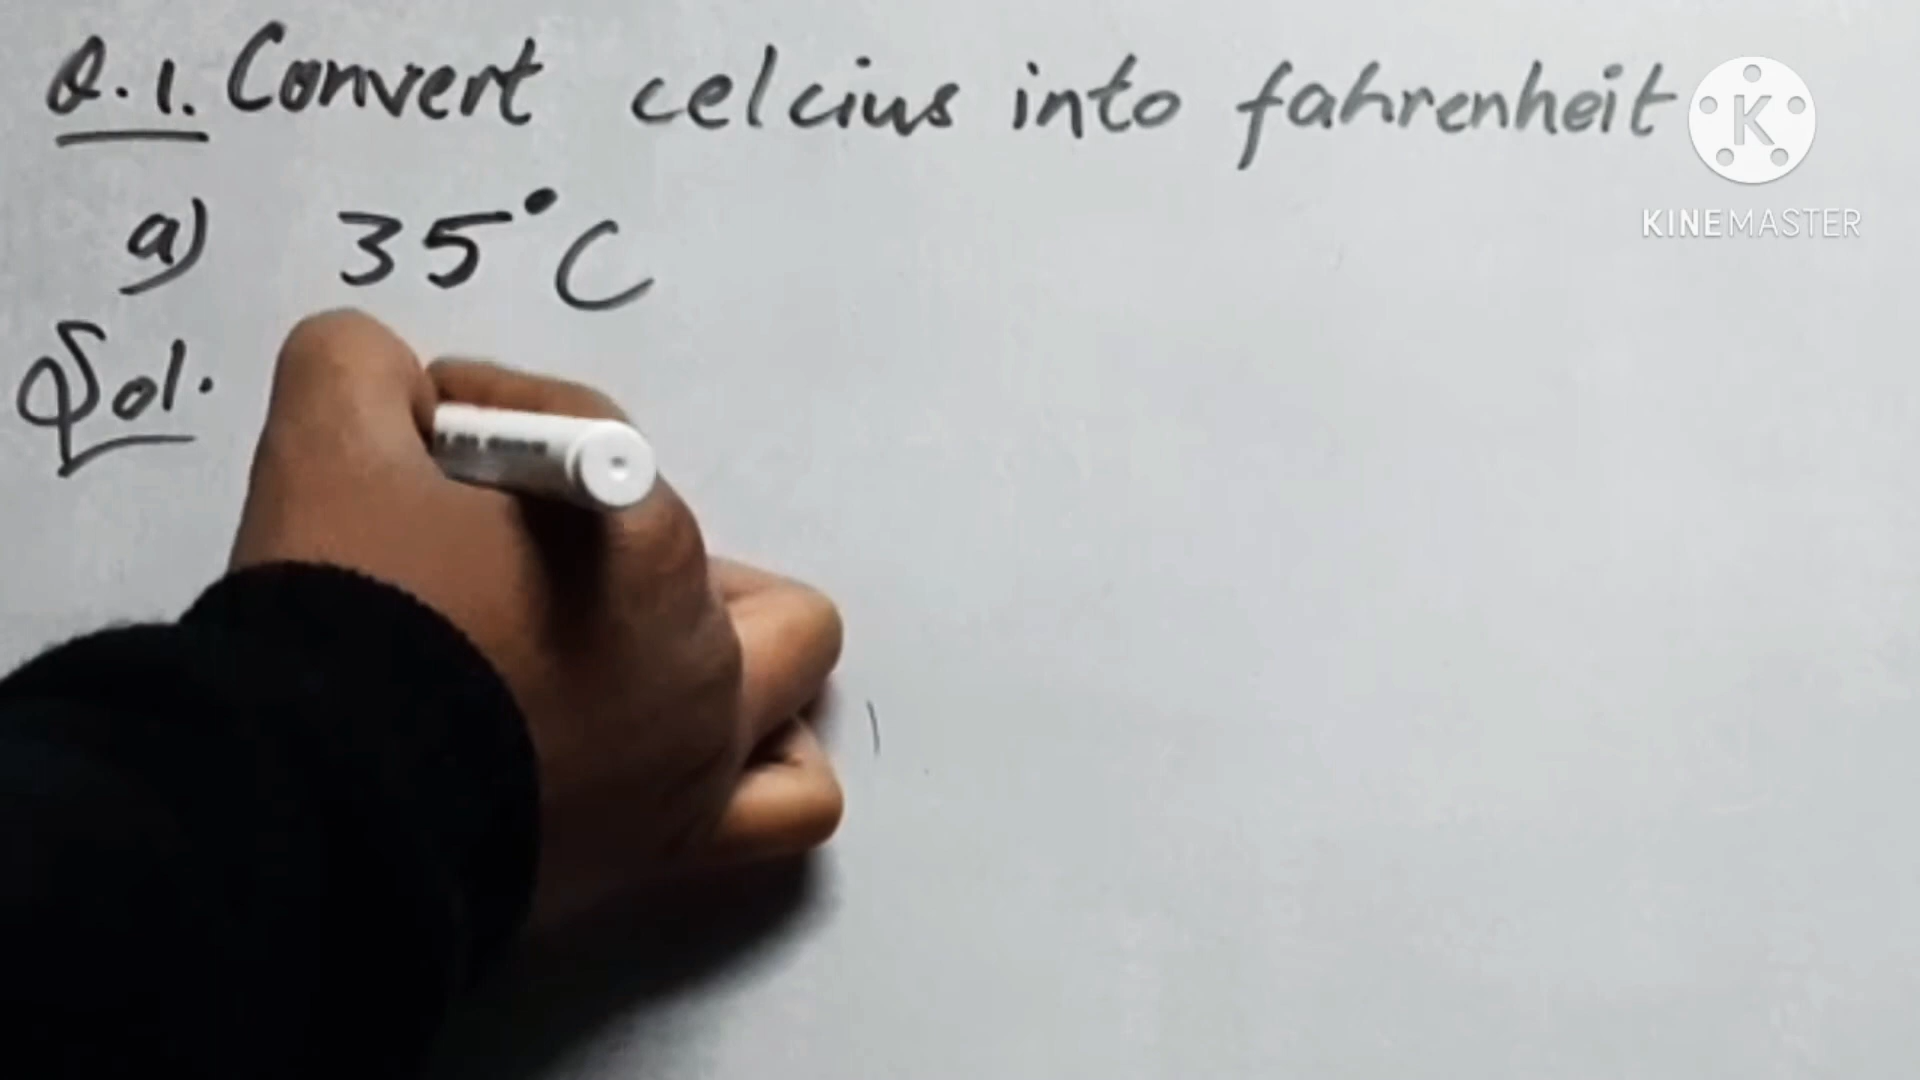 Q.1. Convert celcius into fahrenheit
a) 35°C
Sol.
K
KINEMASTER